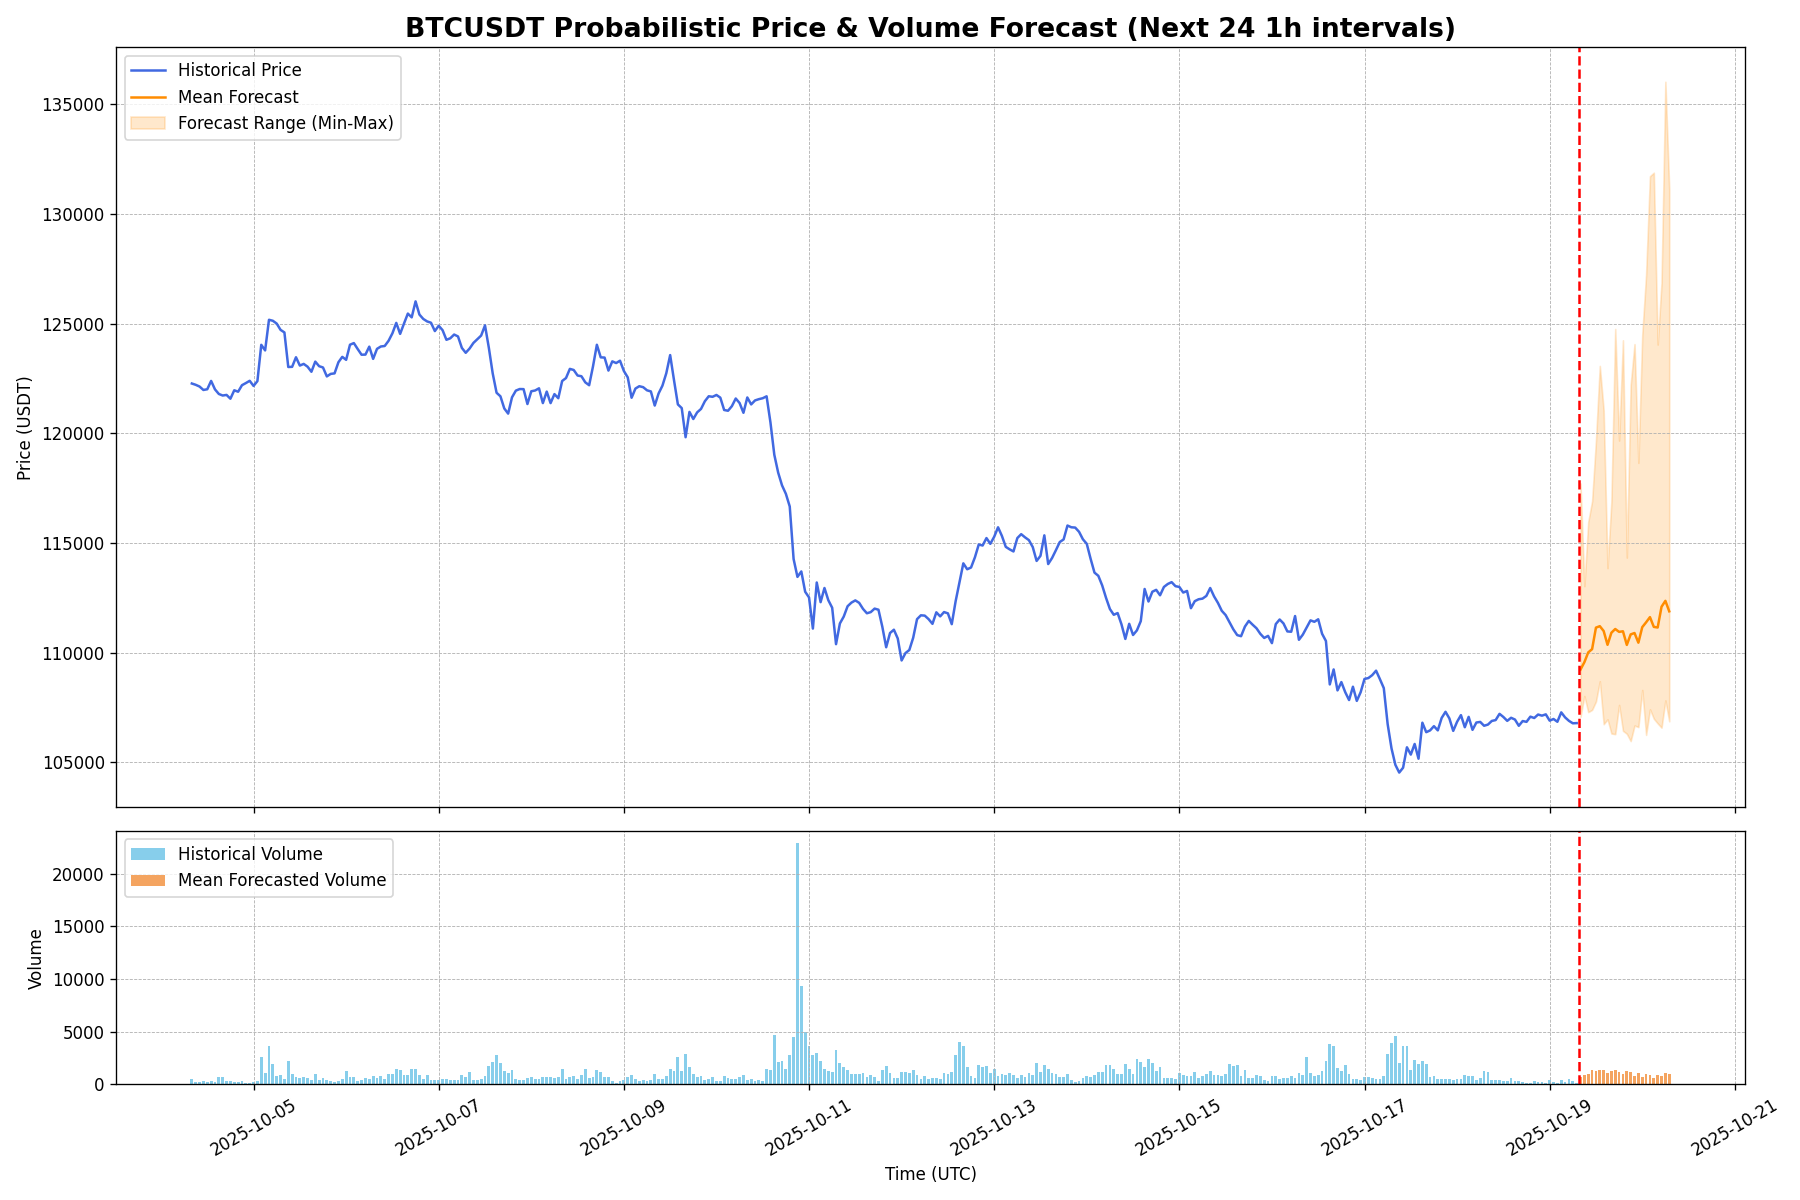 BTCUSDT Probabilistic Price & Volume Forecast (Next 24 1h intervals)
Historical Price
Mean Forecast
Forecast Range (Min-Max)
Price (USDT)
135000
130000
125000
120000
115000
110000
105000
Historical Volume
Mean Forecasted Volume
Volume
20000
15000
10000
5000
0
2025-10-05
2025-10-07
2025-10-09
2025-10-11
2025-10-13
2025-10-15
2025-10-17
2025-10-19
2025-10-21
Time (UTC)